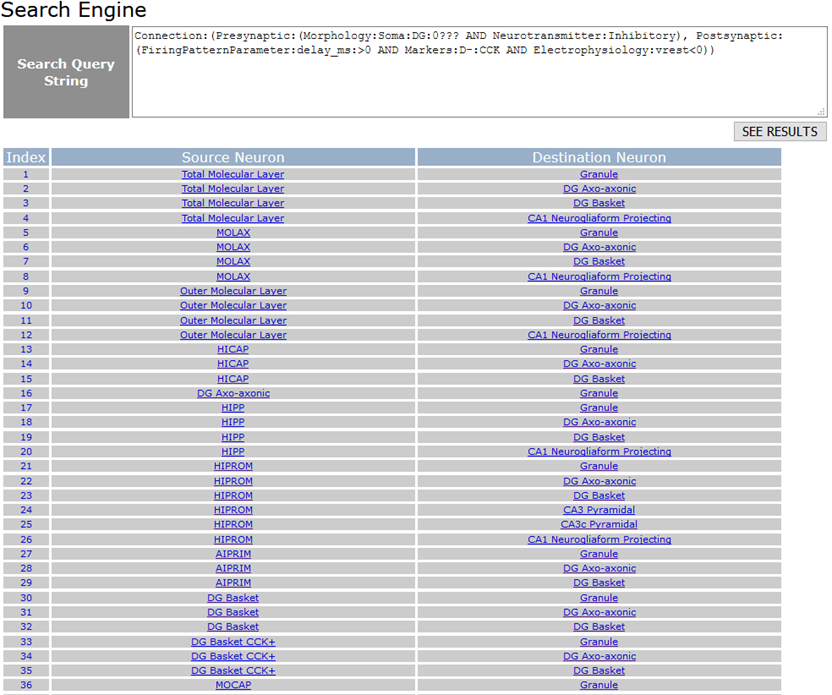 Search Engine
Search Query String
Connection:(Presynaptic:(Morphology:Soma:DG:0??? AND Neurotransmitter:Inhibitory), Postsynaptic:
(FiringPatternParameter:delay_ms:>0 AND Markers:D-:CCK AND Electrophysiology:vrest<0))
SEE RESULTS
Index Source Neuron Destination Neuron
1 Total Molecular Layer Granule
2 Total Molecular Layer DG Axo-axonic
3 Total Molecular Layer DG Basket
4 Total Molecular Layer CA1 Neurogliaform Projecting
5 MOLAX Granule
6 MOLAX DG Axo-axonic
7 MOLAX DG Basket
8 MOLAX CA1 Neurogliaform Projecting
9 Outer Molecular Layer Granule
10 Outer Molecular Layer DG Axo-axonic
11 Outer Molecular Layer DG Basket
12 Outer Molecular Layer CA1 Neurogliaform Projecting
13 HICAP Granule
14 HICAP DG Axo-axonic
15 HICAP DG Basket
16 DG Axo-axonic Granule
17 HIPP Granule
18 HIPP DG Axo-axonic
19 HIPP DG Basket
20 HIPP CA1 Neurogliaform Projecting
21 HIPROM Granule
22 HIPROM DG Axo-axonic
23 HIPROM DG Basket
24 HIPROM CA3 Pyramidal
25 HIPROM CA3c Pyramidal
26 HIPROM CA1 Neurogliaform Projecting
27 AIPRIM Granule
28 AIPRIM DG Axo-axonic
29 AIPRIM DG Basket
30 DG Basket Granule
31 DG Basket DG Axo-axonic
32 DG Basket DG Basket
33 DG Basket CCK+ Granule
34 DG Basket CCK+ DG Axo-axonic
35 DG Basket CCK+ DG Basket
36 MOCAP Granule